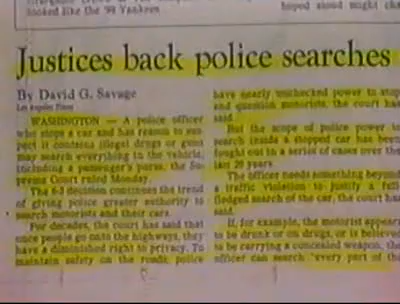 looked like the '98 Yankees.
hoped aloud might
Justices back police searches
By David G. Savage
Los Angeles Times
WASHINGTON — A police officer
who stops a car and has reason to sus-
pect it contains illegal drugs or guns
may search everything in the vehicle,
including a passenger's purse, the Su-
preme Court ruled Monday.
The 6-3 decision continues the trend
of giving police greater authority to
search motorists and their cars.
For decades, the court has said that
once people go onto the highways, they
have a diminished right to privacy. To
maintain safety on the roads, police
have nearly unchecked power to stop
and question motorists, the court has
said.
But the scope of police power to
search inside a stopped car has been
fought out in a series of cases over the
last 20 years.
The officer needs something beyond
a traffic violation to justify a full-
fledged search of the car, the court has
said.
If, for example, the motorist appears
to be drunk or on drugs, or is believed
to be carrying a concealed weapon, the
officer can search "every part of the